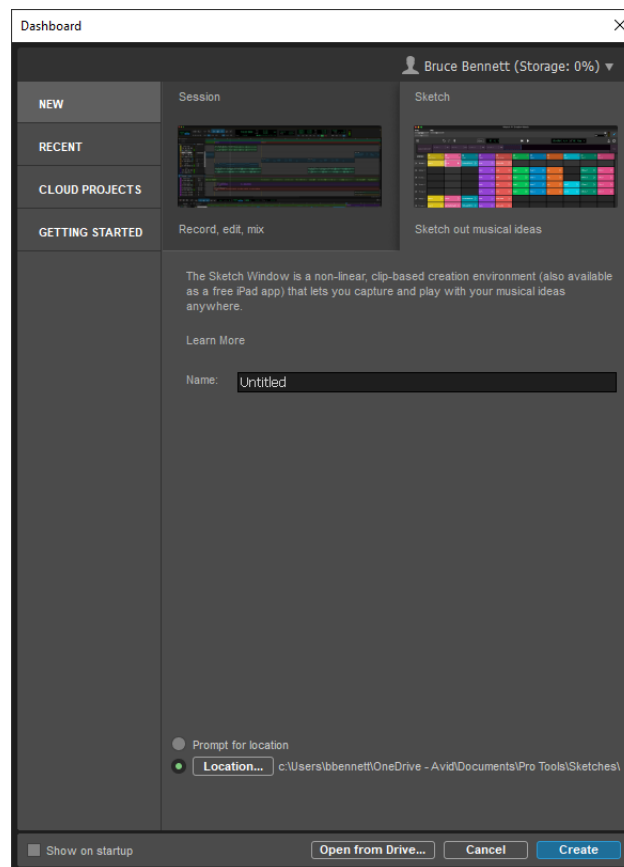 Dashboard
Bruce Bennett (Storage: 0%)
NEW
RECENT
CLOUD PROJECTS
GETTING STARTED
Session
Record, edit, mix
Sketch
Sketch out musical ideas
The Sketch Window is a non-linear, clip-based creation environment (also available
as a free iPad app) that lets you capture and play with your musical ideas
anywhere.
Learn More
Name: Untitled
Prompt for location
Location... c:\Users\bbennett\OneDrive - Avid\Documents\Pro Tools\Sketches\
Show on startup
Open from Drive... Cancel Create